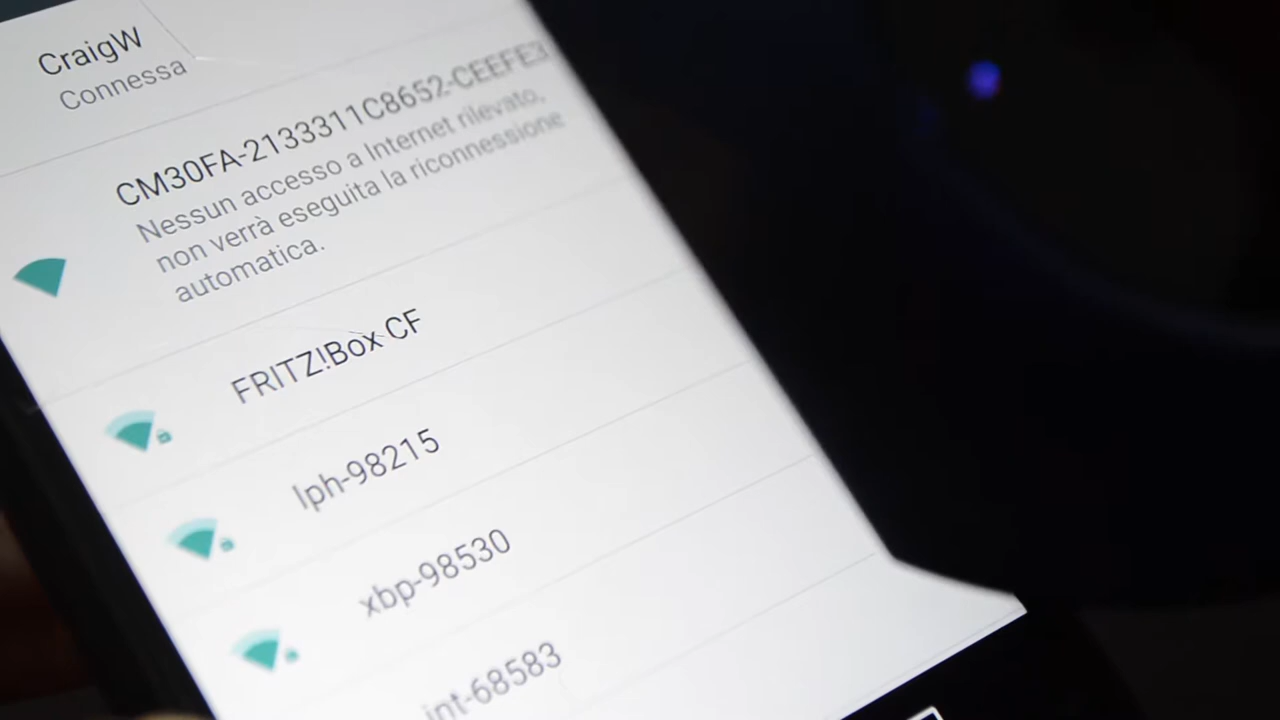 CraigW
Connessa
CM30FA-2133311C8652-CEEFE3
Nessun accesso a Internet rilevato,
non verrà eseguita la riconnessione
automatica.
FRITZ!Box CF
lph-98215
xbp-98530
int-68583